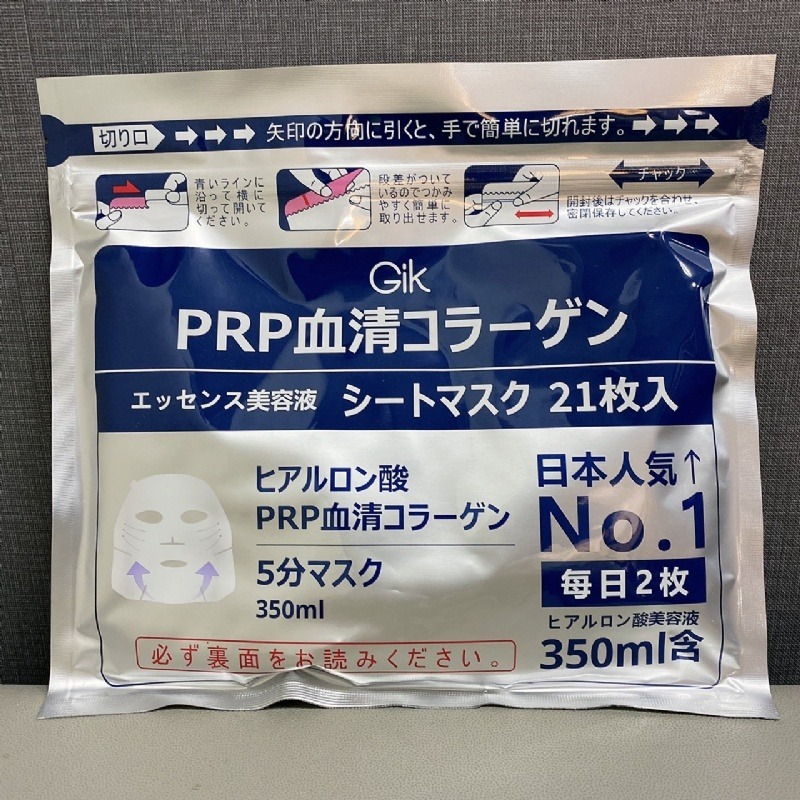 切り口 矢印の方向に引くと、手で簡単に切れます。
青いラインに
沿って横に
切って開いて
ください。
段差がついて
いるのでつかみ
やすく簡単に
取り出せます。
チャック
開封後はチャックを合わせ、
密閉保存してください。
Gik
PRP血清コラーゲン
エッセンス美容液 シートマスク 21枚入
ヒアルロン酸
PRP血清コラーゲン
5分マスク
350ml
日本人気↑
No.1
毎日2枚
ヒアルロン酸美容液
350ml含
必ず裏面をお読みください。